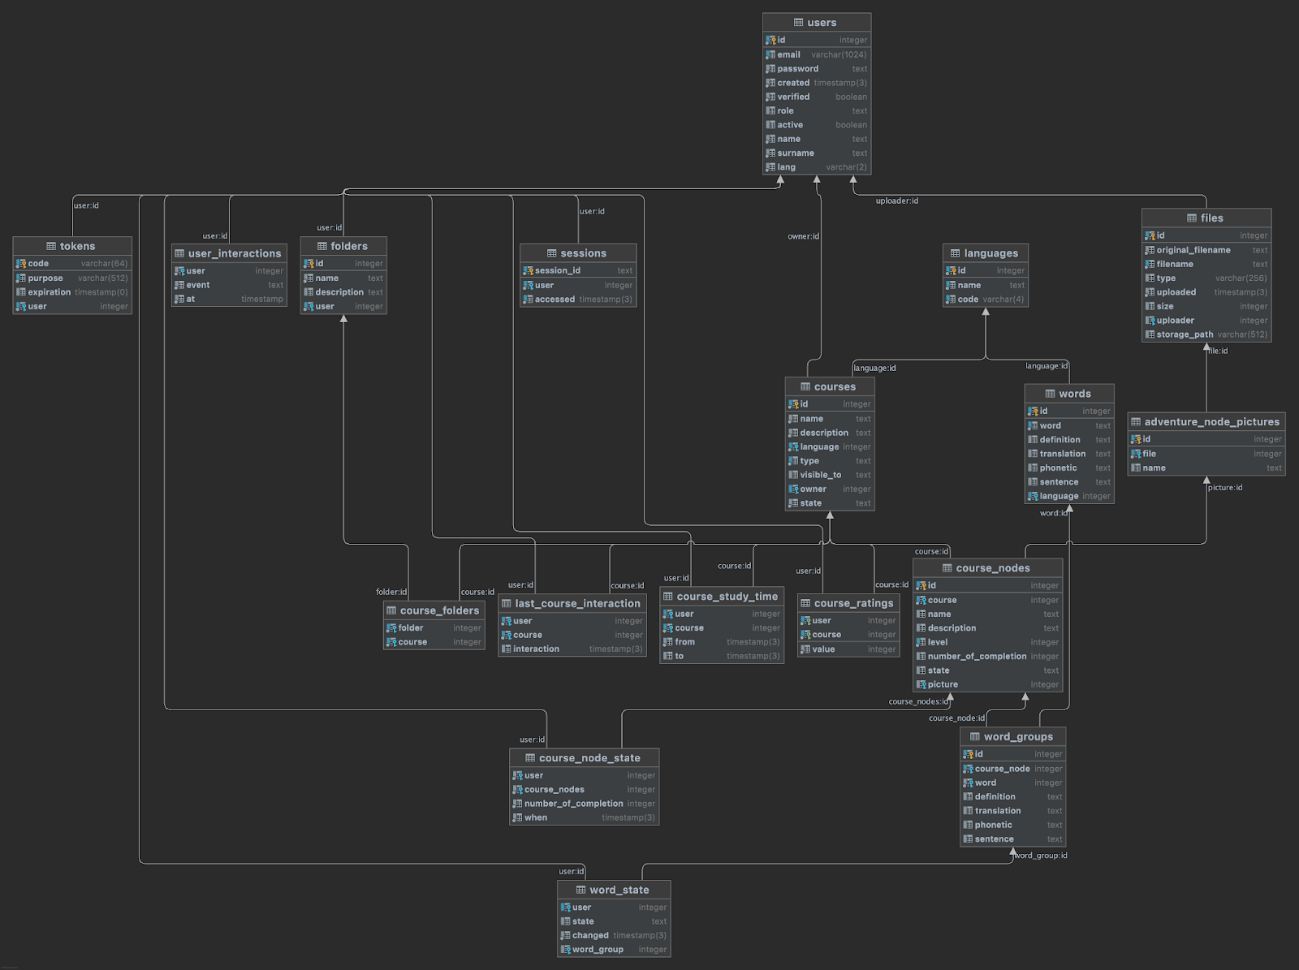 users
id integer
email varchar(1024)
password text
created timestamp(3)
verified boolean
role text
active boolean
name text
surname text
lang varchar(2)
user:id
user:id
user:id
user:id
owner:id
uploader:id
tokens
code varchar(64)
purpose varchar(512)
expiration timestamp(0)
user integer
user_interactions
user integer
event text
at timestamp
folders
id integer
name text
description text
user integer
sessions
session_id text
user integer
accessed timestamp(3)
languages
id integer
name text
code varchar(4)
files
id integer
original_filename text
filename text
type varchar(256)
uploaded timestamp(3)
size integer
uploader integer
storage_path varchar(512)
file:id
language:id
language:id
courses
id integer
name text
description text
language integer
type text
visible_to text
owner integer
state text
words
id integer
word text
definition text
translation text
phonetic text
sentence text
language integer
adventure_node_pictures
id integer
file integer
name text
picture:id
word:id
course:id
folder:id
course:id
user:id
course:id
user:id
course:id
user:id
course:id
course_folders
folder integer
course integer
last_course_interaction
user integer
course integer
interaction timestamp(3)
course_study_time
user integer
course integer
from timestamp(3)
to timestamp(3)
course_ratings
user integer
course integer
value integer
course_nodes
id integer
course integer
name text
description text
level integer
number_of_completion integer
state text
picture integer
course_nodes:id
course_node:id
user:id
course_node_state
user integer
course_nodes integer
number_of_completion integer
when timestamp(3)
word_groups
id integer
course_node integer
word integer
definition text
translation text
phonetic text
sentence text
word_group:id
user:id
word_state
user integer
state text
changed timestamp(3)
word_group integer